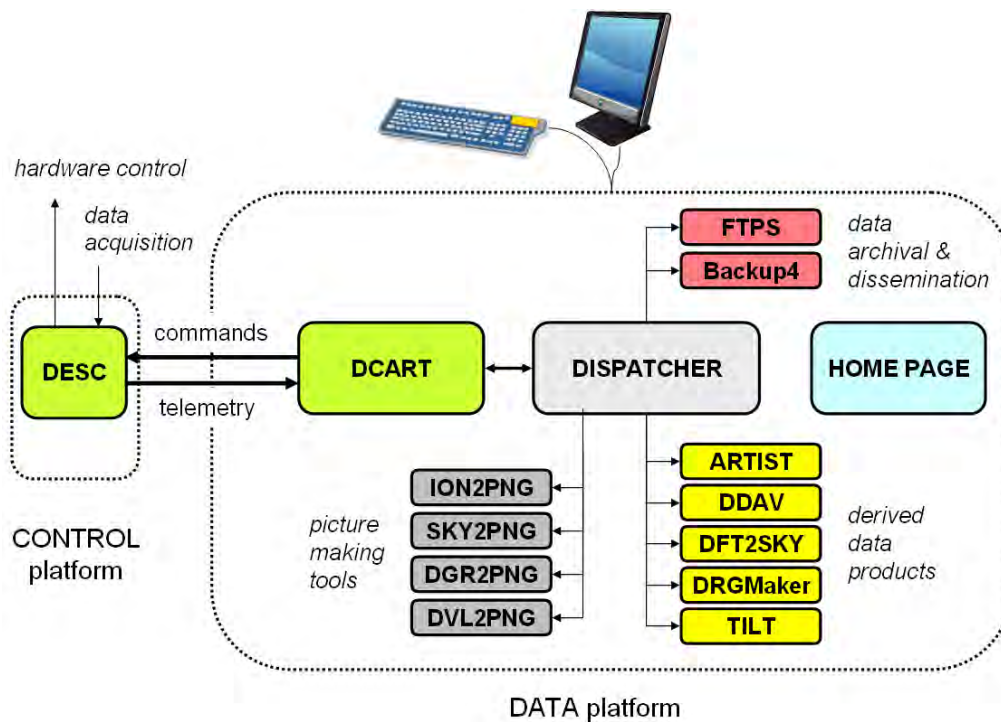 hardware control
data
acquisition
DESC
commands
telemetry
CONTROL
platform
DCART
DISPATCHER
HOME PAGE
FTPS
Backup4
data
archival &
dissemination
ION2PNG
SKY2PNG
DGR2PNG
DVL2PNG
picture
making
tools
ARTIST
DDAV
DFT2SKY
DRGMaker
TILT
derived
data
products
DATA platform